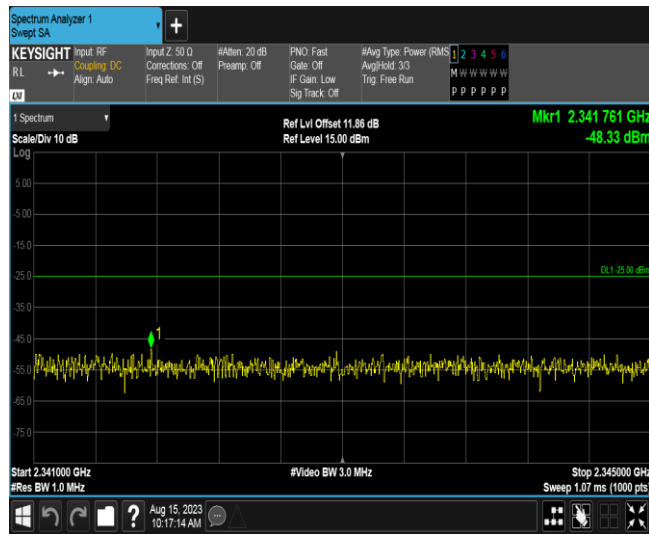 Spectrum Analyzer 1
Swept SA
KEYSIGHT
RL
LXI
Input: RF
Coupling: DC
Align: Auto
Input Z: 50 Ω
Corrections: Off
Freq Ref: Int (S)
#Atten: 20 dB
Preamp: Off
PNO: Fast
Gate: Off
IF Gain: Low
Sig Track: Off
#Avg Type: Power (RMS
Avg|Hold: 3/3
Trig: Free Run
1 2 3 4 5 6
M W W W W W
P P P P P P
1 Spectrum
Scale/Div 10 dB
Log
Ref Lvl Offset 11.86 dB
Ref Level 15.00 dBm
Mkr1 2.341 761 GHz
-48.33 dBm
5.00
-5.00
-15.0
-25.0
DL1 -25.00 dBm
-35.0
-45.0
1
-55.0
-65.0
-75.0
Start 2.341000 GHz
#Video BW 3.0 MHz
Stop 2.345000 GHz
#Res BW 1.0 MHz
Sweep 1.07 ms (1000 pts)
?
Aug 15, 2023
10:17:14 AM